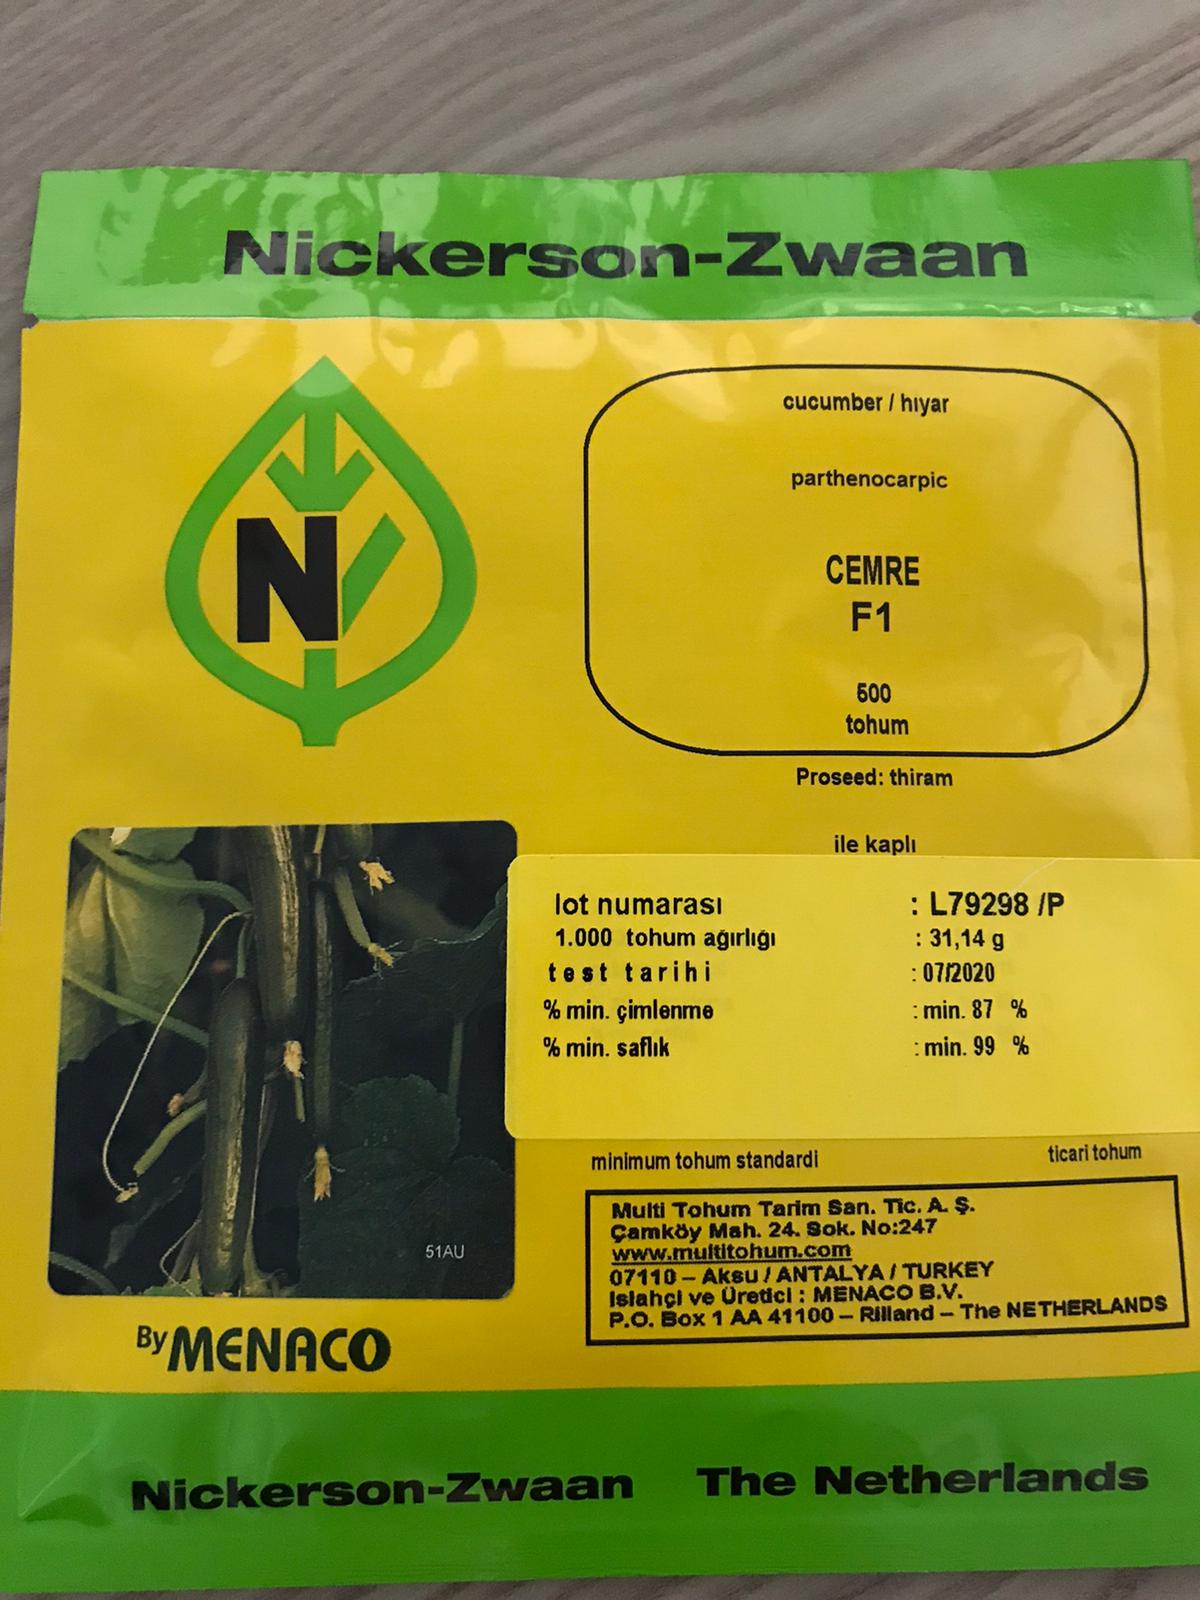 Nickerson-Zwaan
N
cucumber / hıyar
parthenocarpic
CEMRE
F1
500
tohum
Proseed: thiram
ile kaplı
lot numarası : L79298 /P
1.000 tohum ağırlığı : 31,14 g
test tarihi : 07/2020
% min. çimlenme : min. 87 %
% min. saflık : min. 99 %
minimum tohum standardi ticari tohum
Multi Tohum Tarim San. Tic. A. Ş.
Çamköy Mah. 24. Sok. No:247
www.multitohum.com
07110 – Aksu / ANTALYA / TURKEY
Islahçi ve Üretici : MENACO B.V.
P.O. Box 1 AA 41100 – Rilland – The NETHERLANDS
51AU
By MENACO
Nickerson-Zwaan The Netherlands